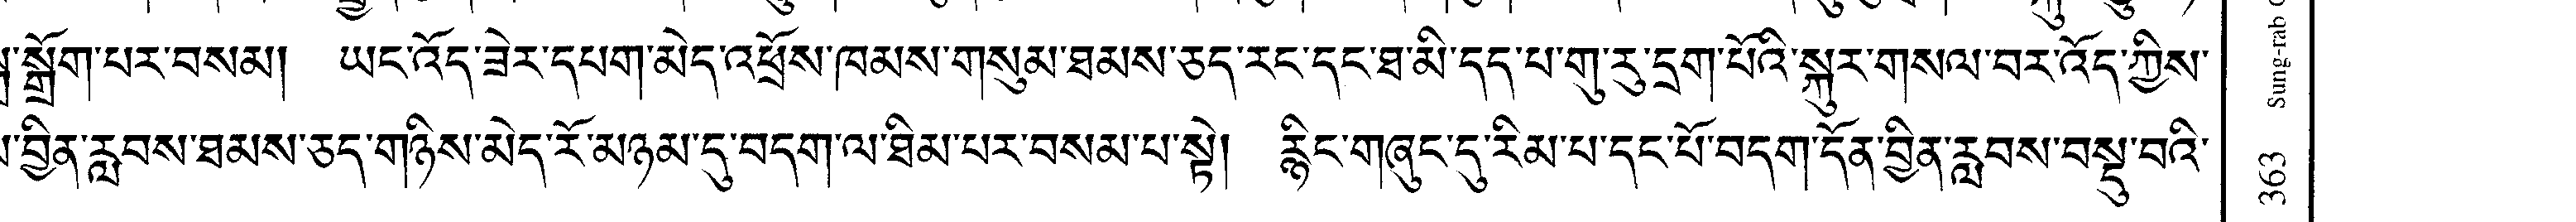 སྒྲོག་པར་བསམ། ཡང་འོད་ཟེར་དཔག་མེད་འཕྲོས་ཁམས་གསུམ་ཐམས་ཅད་རང་དང་ཐ་མི་དད་པ་གུ་རུ་དྲག་པོའི་སྐུར་གསལ་བར་འོད་ཀྱིས་
བྱིན་རླབས་ཐམས་ཅད་གཉིས་མེད་རོ་མཉམ་དུ་བདག་ལ་ཐིམ་པར་བསམ་པ་སྟེ། རྙིང་གཞུང་དུ་རིམ་པ་དང་པོ་བདག་དོན་བྱིན་རླབས་བསྡུ་བའི་
Sung-rab
363